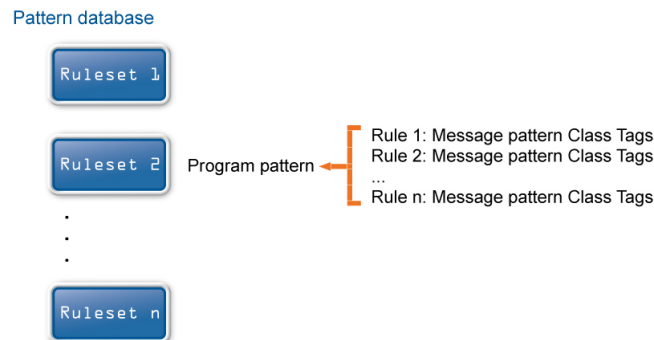 Pattern database
Ruleset 1
Ruleset 2
Program pattern
Rule 1: Message pattern Class Tags
Rule 2: Message pattern Class Tags
...
Rule n: Message pattern Class Tags
.
.
.
Ruleset n